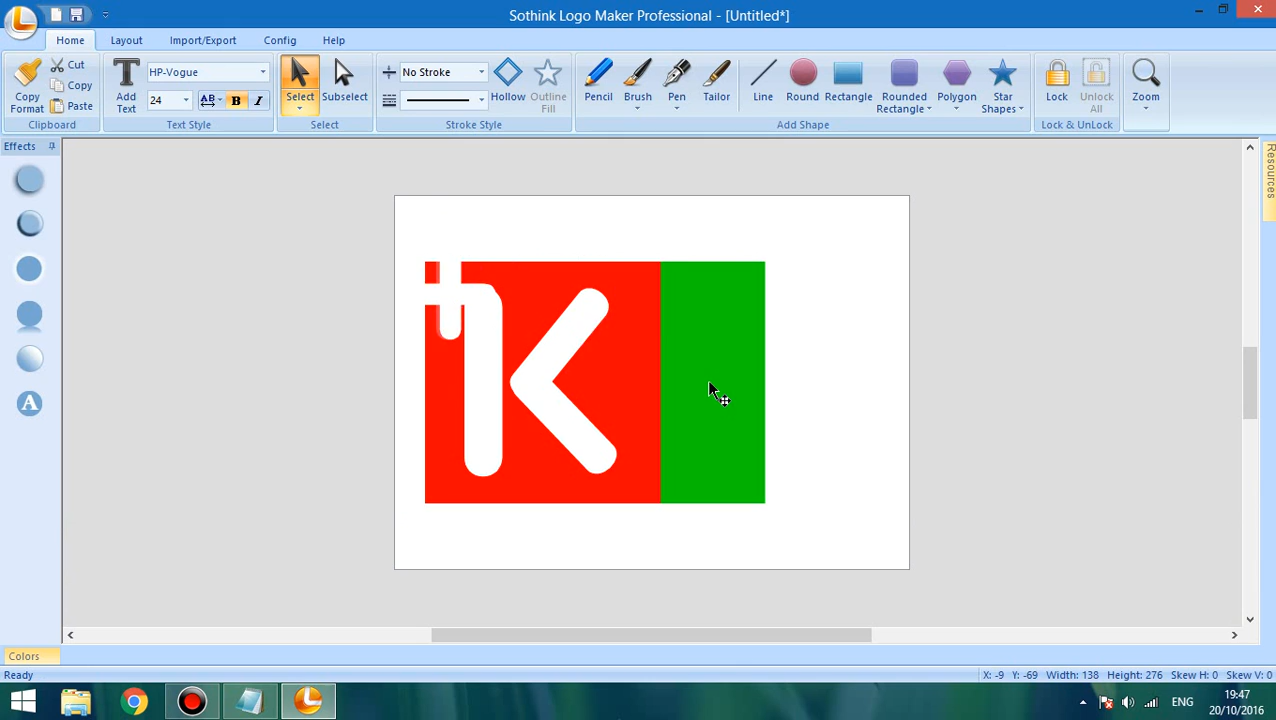 Sothink Logo Maker Professional - [Untitled*]
Home Layout Import/Export Config Help
Copy Format
Cut
Copy
Paste
Clipboard
Add Text
HP-Vogue
24
AB B I
Text Style
Select
Subselect
Select
No Stroke
Hollow
Outline Fill
Stroke Style
Pencil
Brush
Pen
Tailor
Line
Round
Rectangle
Rounded Rectangle
Polygon
Star Shapes
Add Shape
Lock
Unlock All
Lock & UnLock
Zoom
Effects
A
Resources
K
Colors
Ready
X: -9 Y: -69 Width: 138 Height: 276 Skew H: 0 Skew V: 0
ENG
19:47
20/10/2016